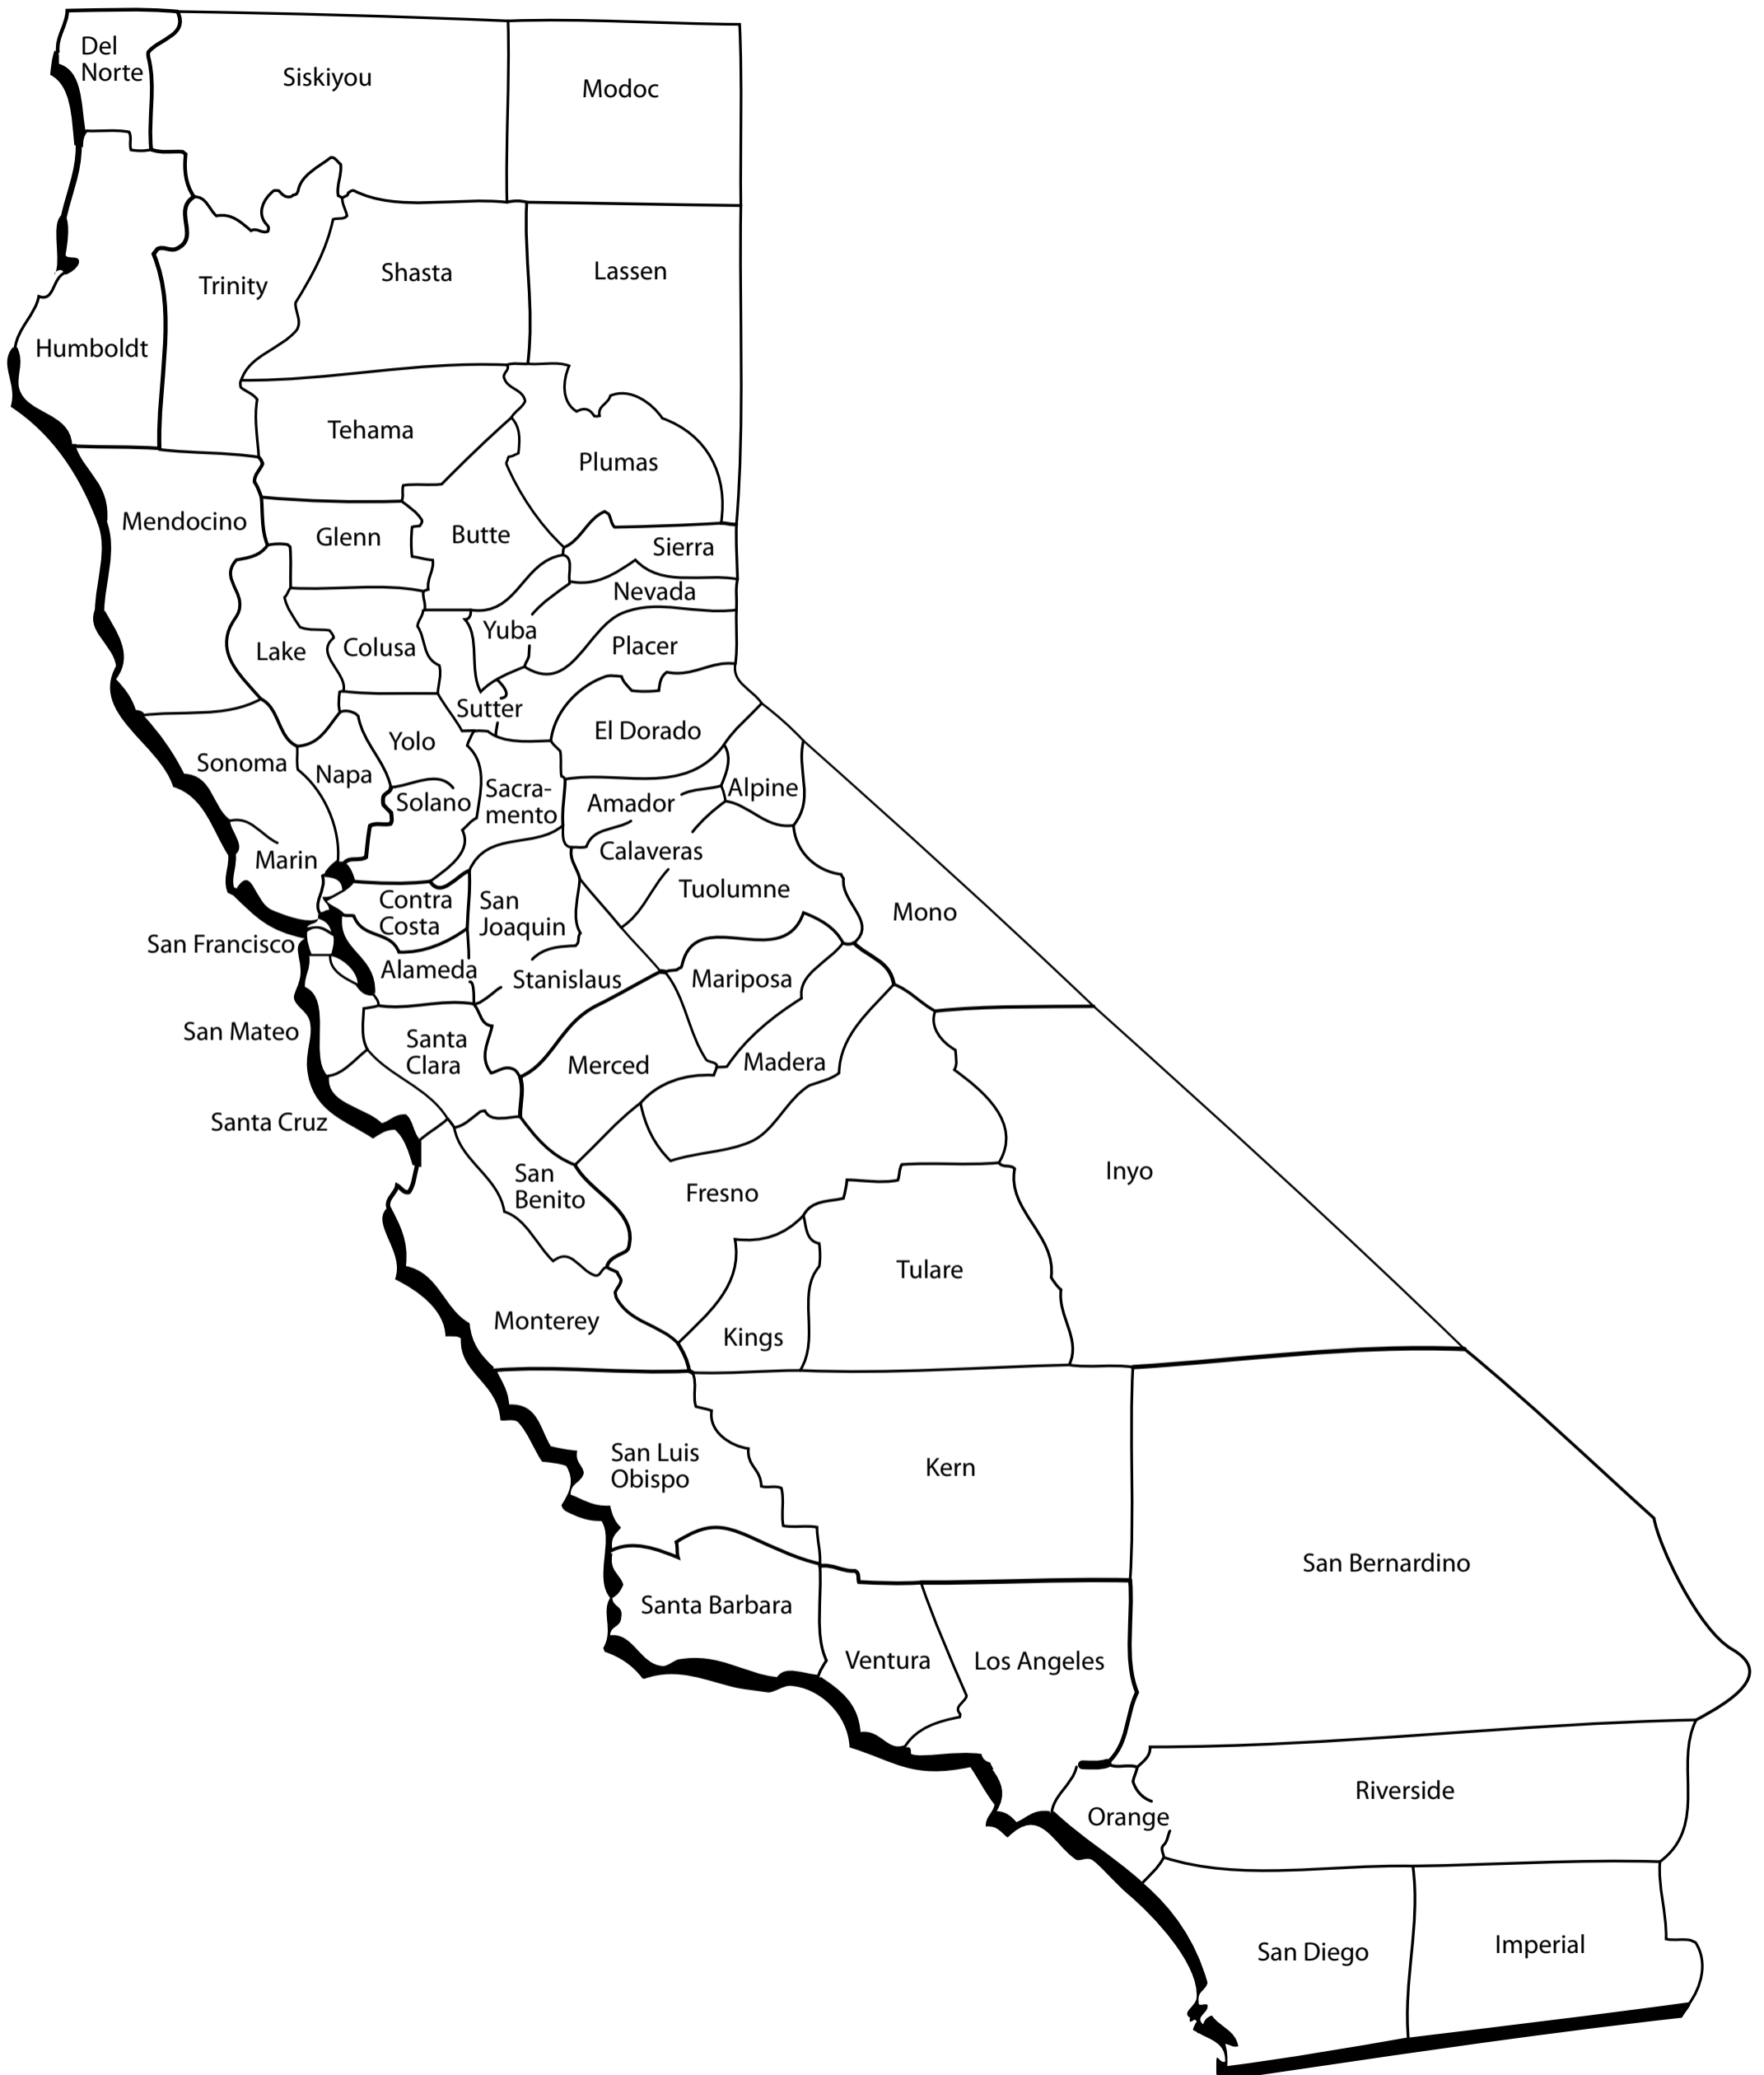 Del
Norte
Siskiyou
Modoc
Trinity
Shasta
Lassen
Humboldt
Tehama
Plumas
Mendocino
Glenn
Butte
Sierra
Nevada
Yuba
Placer
Lake
Colusa
Sutter
El Dorado
Yolo
Sonoma
Napa
Solano
Sacra-
mento
Amador
Alpine
Marin
Calaveras
Tuolumne
Contra
Costa
San
Joaquin
Mono
San Francisco
Alameda
Stanislaus
Mariposa
San Mateo
Santa
Clara
Merced
Madera
Santa Cruz
San
Benito
Fresno
Inyo
Tulare
Monterey
Kings
San Luis
Obispo
Kern
San Bernardino
Santa Barbara
Ventura
Los Angeles
Riverside
Orange
San Diego
Imperial